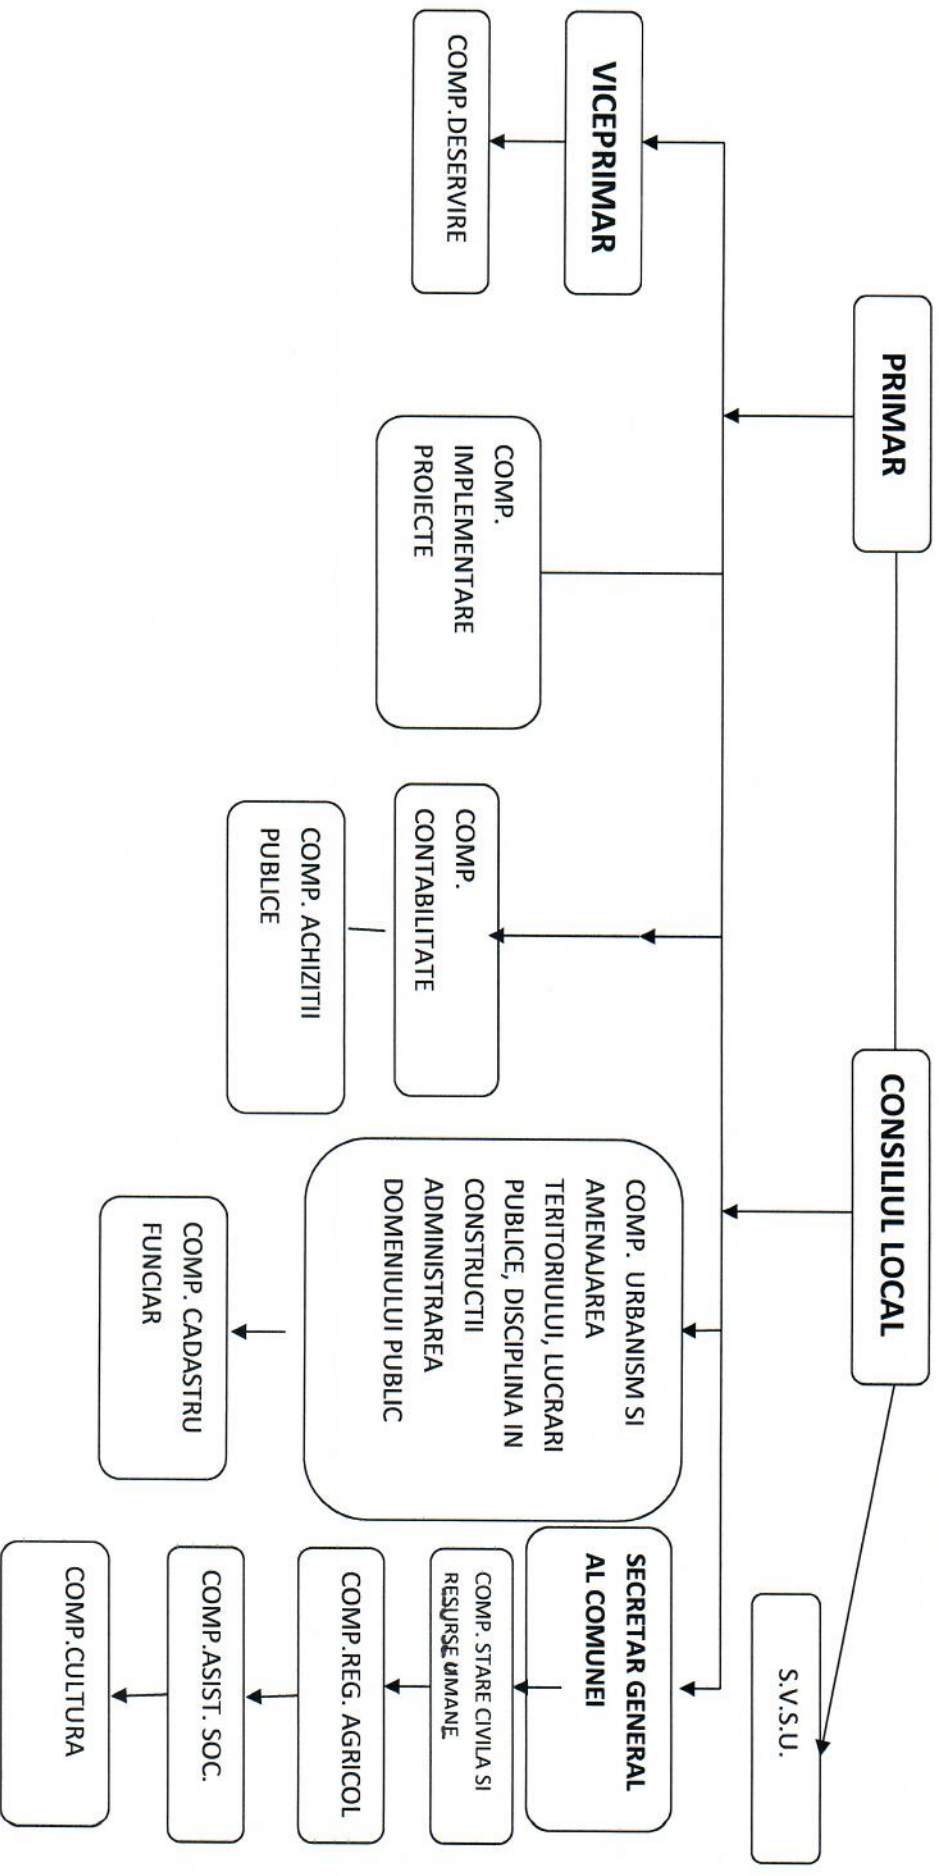 PRIMAR
CONSILIUL LOCAL
S.V.S.U.
VICEPRIMAR
COMP.DESERVIRE
COMP.
IMPLEMENTARE
PROIECTE
COMP.
CONTABILITATE
COMP. ACHIZITII
PUBLICE
COMP. URBANISM SI
AMENAJAREA
TERITORIULUI, LUCRARI
PUBLICE, DISCIPLINA IN
CONSTRUCTII
ADMINISTRAREA
DOMENIULUI PUBLIC
COMP. CADASTRU
FUNCIAR
SECRETAR GENERAL
AL COMUNEI
COMP. STARE CIVILA SI
RESURSE UMANE
COMP.REG. AGRICOL
COMP.ASIST. SOC.
COMP.CULTURA